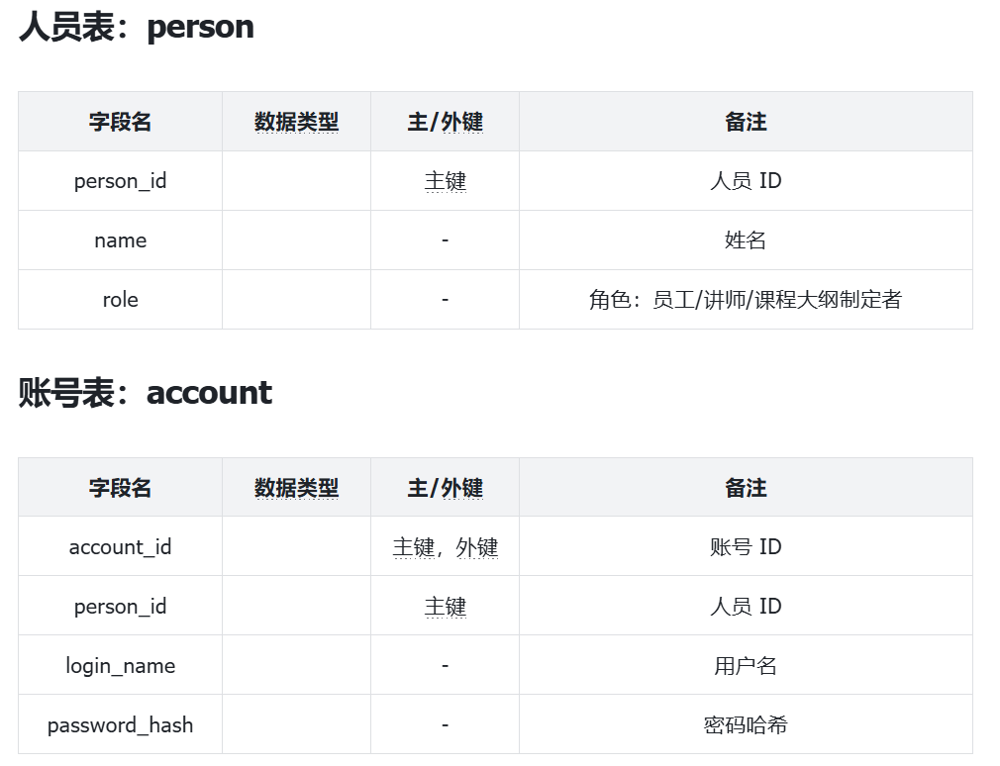 人员表：person
字段名 数据类型 主/外键 备注
person_id 主键 人员 ID
name - 姓名
role - 角色：员工/讲师/课程大纲制定者
账号表：account
字段名 数据类型 主/外键 备注
account_id 主键，外键 账号 ID
person_id 主键 人员 ID
login_name - 用户名
password_hash - 密码哈希